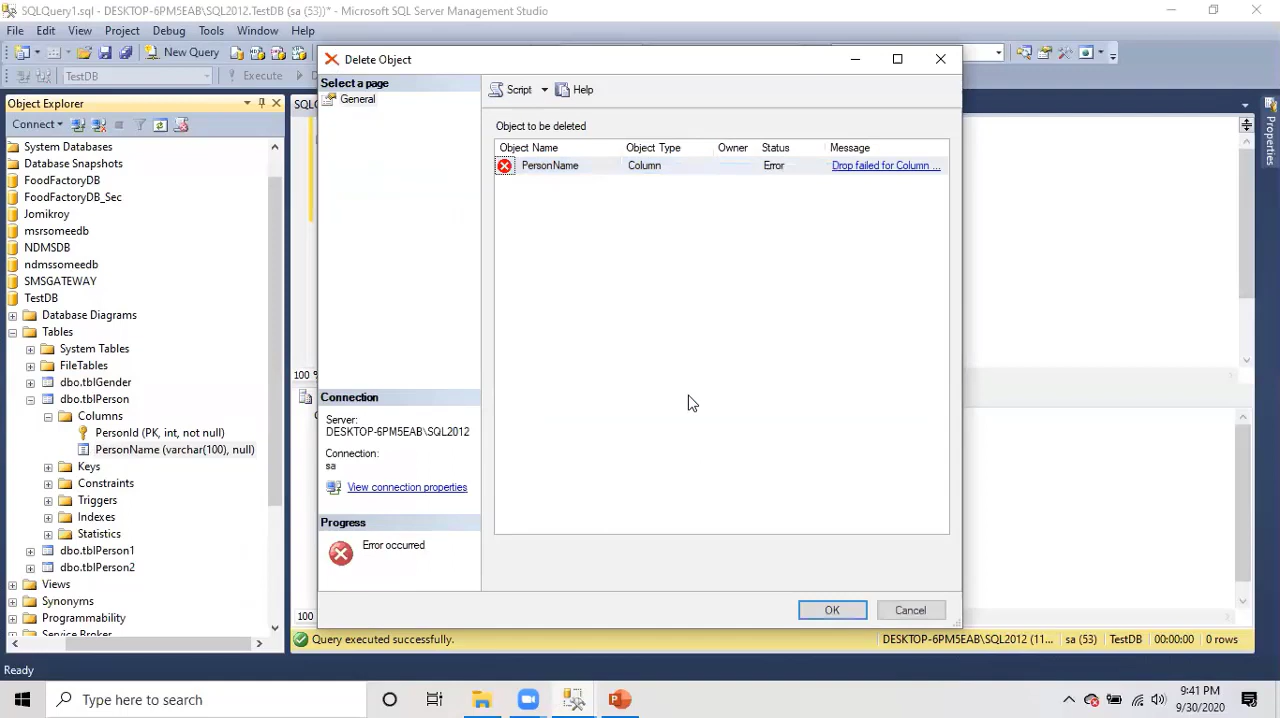 SQLQuery1.sql - DESKTOP-6PM5EAB\SQL2012.TestDB (sa (53))* - Microsoft SQL Server Management Studio
File Edit View Project Debug Tools Window Help
New Query
TestDB Execute
Delete Object
Object Explorer
Select a page
General
Script Help
Connect
Properties
System Databases
Database Snapshots
FoodFactoryDB
FoodFactoryDB_Sec
Jomikroy
msrsomeedb
NDMSDB
ndmssomeedb
SMSGATEWAY
TestDB
Database Diagrams
Tables
System Tables
FileTables
dbo.tblGender
dbo.tblPerson
Columns
PersonId (PK, int, not null)
PersonName (varchar(100), null)
Keys
Constraints
Triggers
Indexes
Statistics
dbo.tblPerson1
dbo.tblPerson2
Views
Synonyms
Programmability
Service Broker
Object to be deleted
Object Name Object Type Owner Status Message
PersonName Column Error Drop failed for Column ...
100 %
Connection
Server:
DESKTOP-6PM5EAB\SQL2012
Connection:
sa
View connection properties
Progress
Error occurred
OK Cancel
100
Query executed successfully. DESKTOP-6PM5EAB\SQL2012 (11... sa (53) TestDB 00:00:00 0 rows
Ready
Type here to search
9:41 PM
9/30/2020